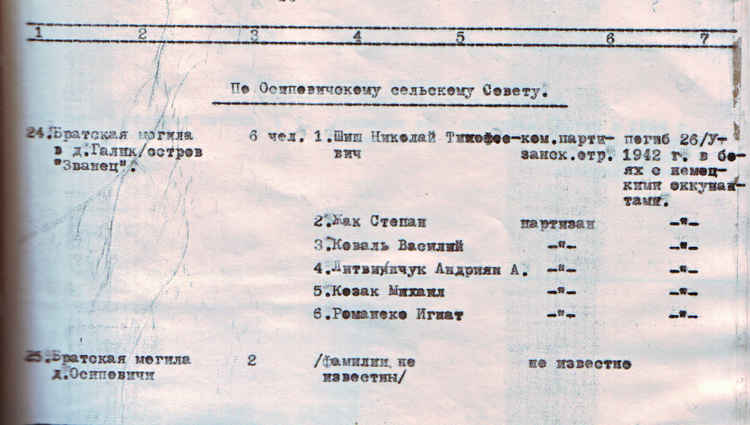 1 2 3 4 5 6 7
По Осиповичскому сельскому Совету.
24.Братская могила 6 чел. 1.Шиш Николай Тимофее- ком.парти- погиб 26/У-
в д.Галик/остров вич занск.отр. 1942 г. в бо-
"Званец". ях с немец-
кими оккупан-
тами.
2.Жак Степан партизан -"-
3.Коваль Василий -"- -"-
4.Литвинчук Андриян А. -"- -"-
5.Козак Михаил -"- -"-
6.Романско Игнат -"- -"-
25.Братская могила 2 /фамилии не не известно
д.Осиповичи известны/